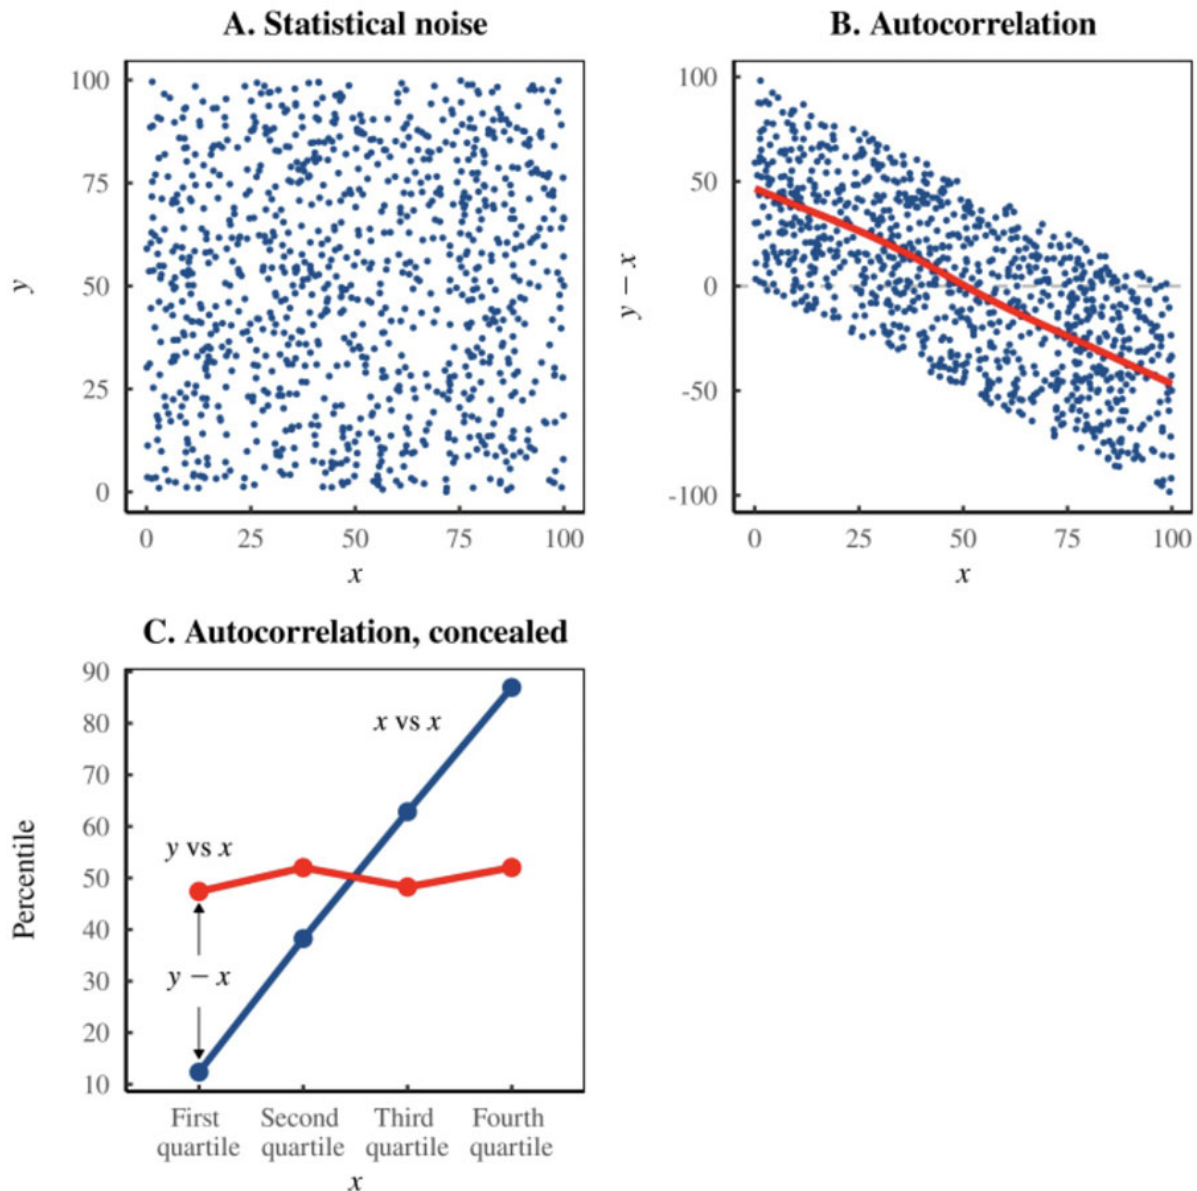 A. Statistical noise
100
75
50
25
0
y
0 25 50 75 100
x
B. Autocorrelation
100
50
0
-50
-100
y − x
0 25 50 75 100
x
C. Autocorrelation, concealed
90
80
70
60
50
40
30
20
10
Percentile
x vs x
y vs x
y − x
First Second Third Fourth
quartile quartile quartile quartile
x